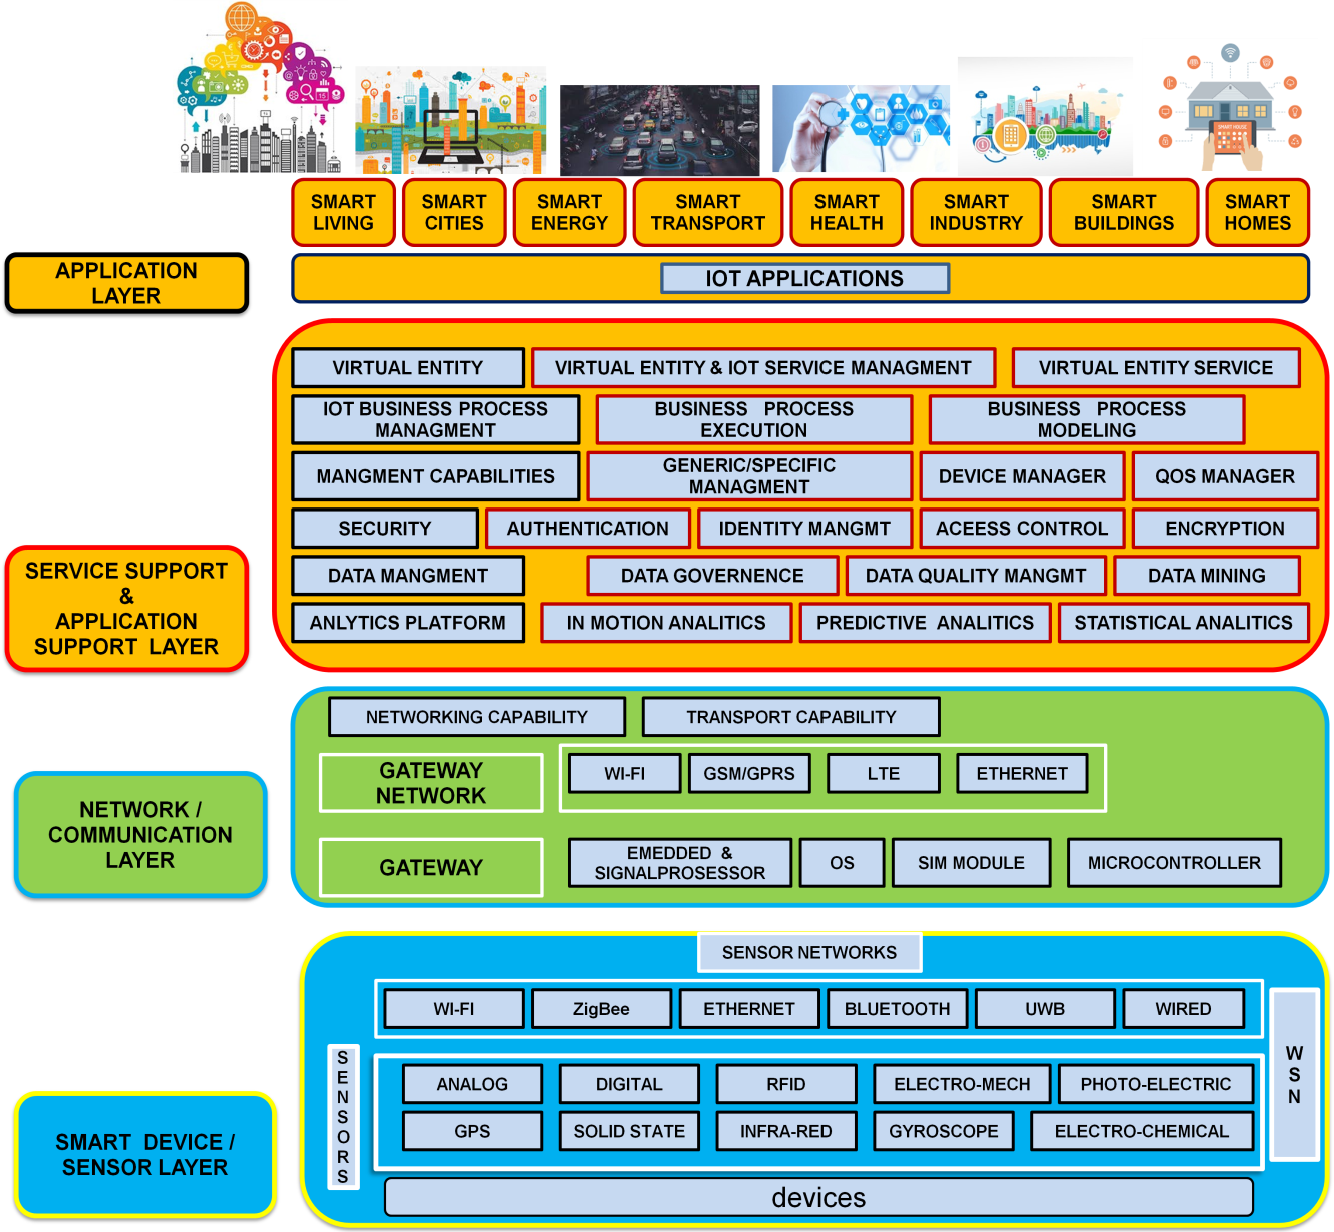 SMART HOUSE
SMART
LIVING
SMART
CITIES
SMART
ENERGY
SMART
TRANSPORT
SMART
HEALTH
SMART
INDUSTRY
SMART
BUILDINGS
SMART
HOMES
APPLICATION
LAYER
IOT APPLICATIONS
VIRTUAL ENTITY
VIRTUAL ENTITY & IOT SERVICE MANAGMENT
VIRTUAL ENTITY SERVICE
IOT BUSINESS PROCESS
MANAGMENT
BUSINESS PROCESS
EXECUTION
BUSINESS PROCESS
MODELING
MANGMENT CAPABILITIES
GENERIC/SPECIFIC
MANAGMENT
DEVICE MANAGER
QOS MANAGER
SECURITY
AUTHENTICATION
IDENTITY MANGMT
ACEESS CONTROL
ENCRYPTION
SERVICE SUPPORT
&
APPLICATION
SUPPORT LAYER
DATA MANGMENT
DATA GOVERNENCE
DATA QUALITY MANGMT
DATA MINING
ANLYTICS PLATFORM
IN MOTION ANALITICS
PREDICTIVE ANALITICS
STATISTICAL ANALITICS
NETWORKING CAPABILITY
TRANSPORT CAPABILITY
GATEWAY
NETWORK
WI-FI
GSM/GPRS
LTE
ETHERNET
NETWORK /
COMMUNICATION
LAYER
GATEWAY
EMEDDED &
SIGNALPROSESSOR
OS
SIM MODULE
MICROCONTROLLER
SENSOR NETWORKS
WI-FI
ZigBee
ETHERNET
BLUETOOTH
UWB
WIRED
SENSORS
WSN
ANALOG
DIGITAL
RFID
ELECTRO-MECH
PHOTO-ELECTRIC
GPS
SOLID STATE
INFRA-RED
GYROSCOPE
ELECTRO-CHEMICAL
SMART DEVICE /
SENSOR LAYER
devices